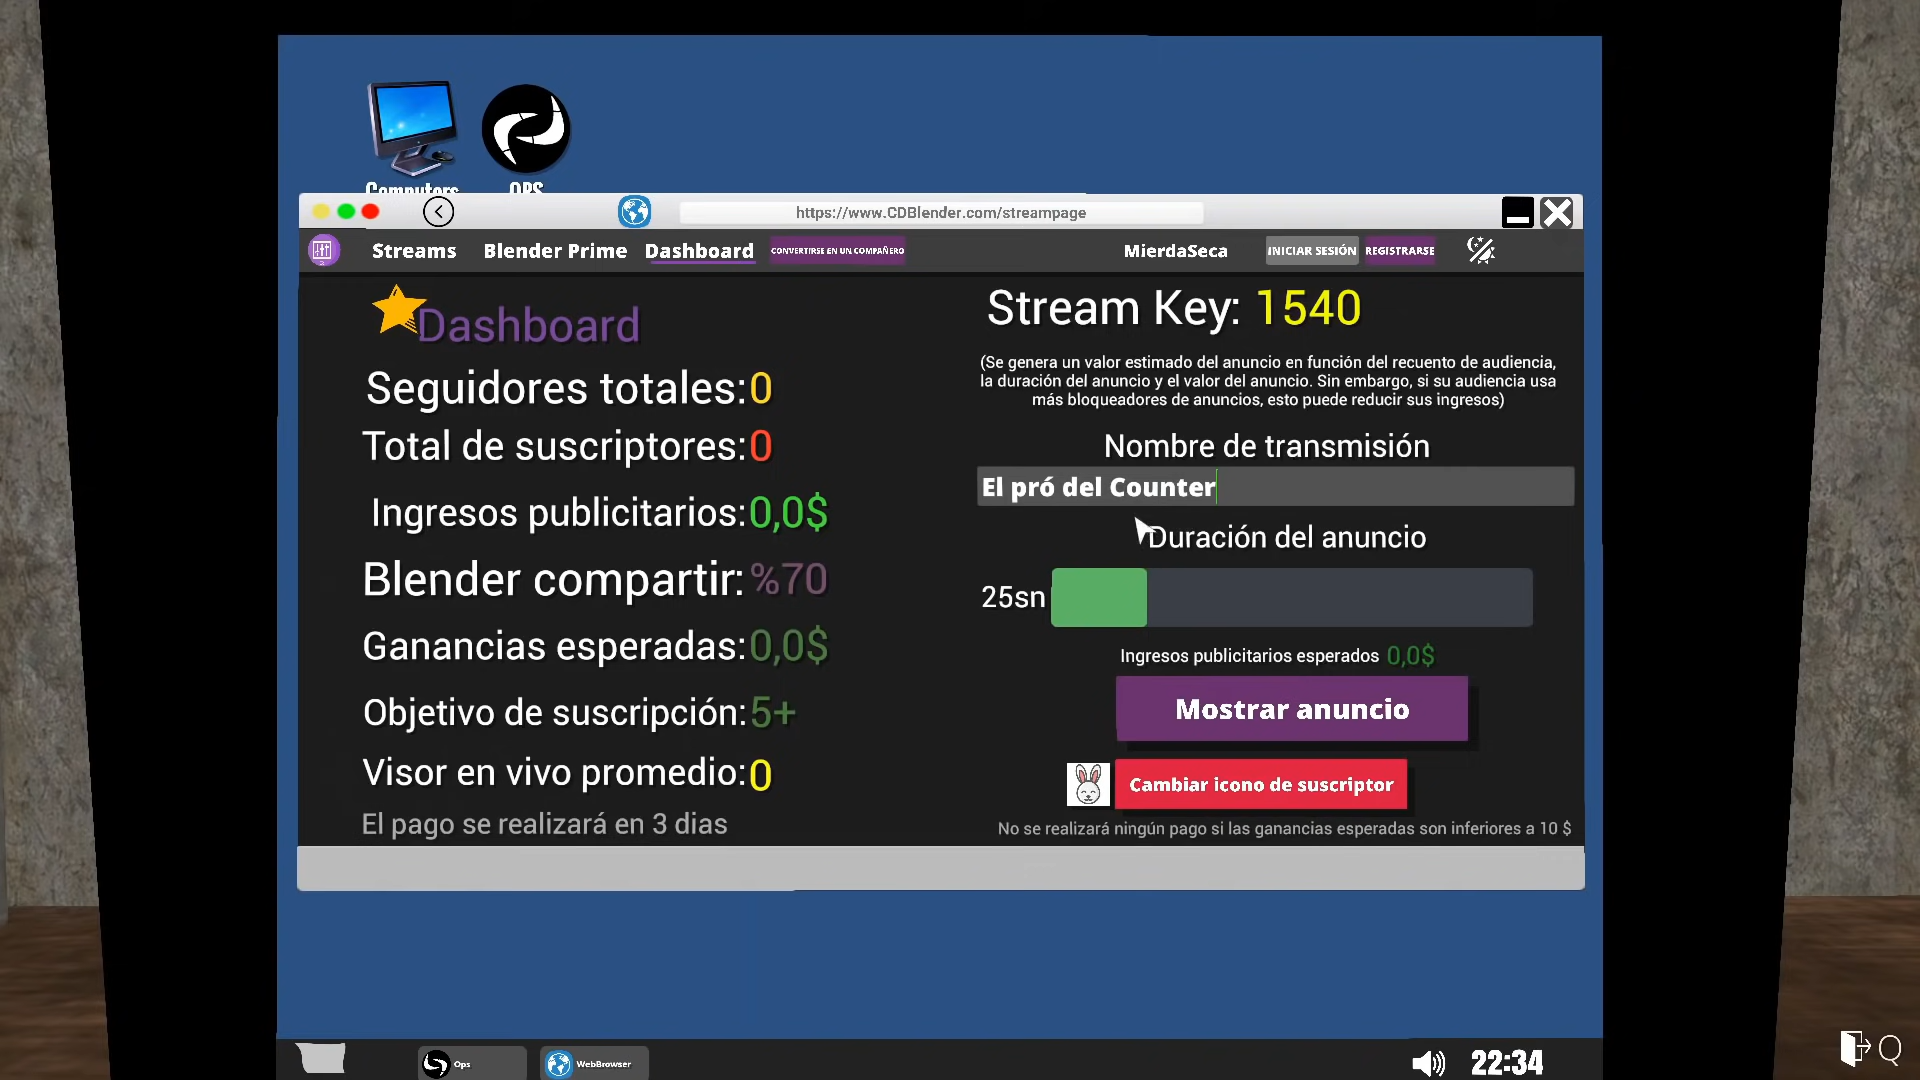 Computers
OPS
https://www.CDBlender.com/streampage
Streams
Blender Prime
Dashboard
CONVERTIRSE EN UN COMPAÑERO
MierdaSeca
INICIAR SESIÓN
REGISTRARSE
Dashboard
Seguidores totales:0
Total de suscriptores:0
Ingresos publicitarios:0,0$
Blender compartir:%70
Ganancias esperadas:0,0$
Objetivo de suscripción:5+
Visor en vivo promedio:0
El pago se realizará en 3 dias
Stream Key: 1540
(Se genera un valor estimado del anuncio en función del recuento de audiencia,
la duración del anuncio y el valor del anuncio. Sin embargo, si su audiencia usa
más bloqueadores de anuncios, esto puede reducir sus ingresos)
Nombre de transmisión
El pró del Counter
Duración del anuncio
25sn
Ingresos publicitarios esperados 0,0$
Mostrar anuncio
Cambiar icono de suscriptor
No se realizará ningún pago si las ganancias esperadas son inferiores a 10 $
Ops
WebBrowser
22:34
Q